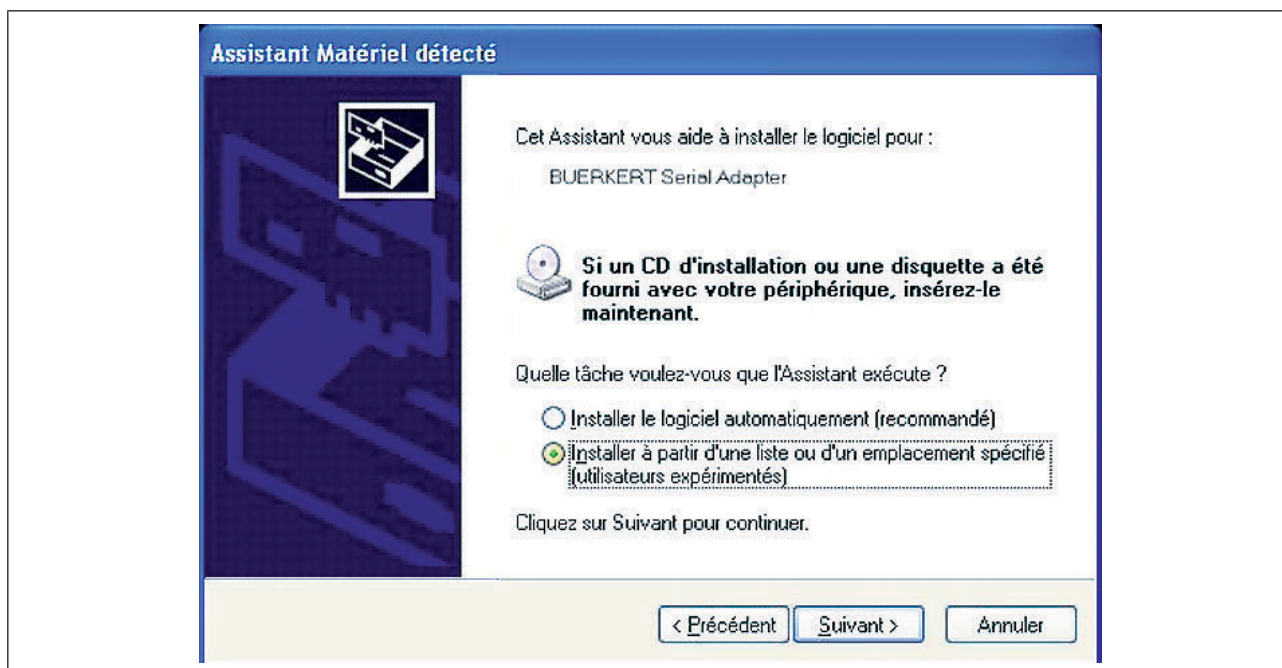 Assistant Matériel détecté
Cet Assistant vous aide à installer le logiciel pour :
BUERKERT Serial Adapter
Si un CD d'installation ou une disquette a été
fourni avec votre périphérique, insérez-le
maintenant.
Quelle tâche voulez-vous que l'Assistant exécute ?
Installer le logiciel automatiquement (recommandé)
Installer à partir d'une liste ou d'un emplacement spécifié
(utilisateurs expérimentés)
Cliquez sur Suivant pour continuer.
< Précédent Suivant > Annuler